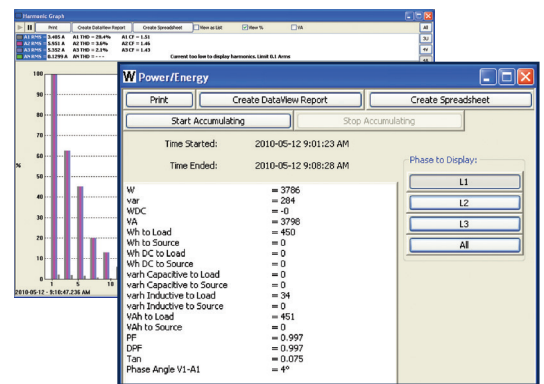 Harmonic Graph
Print Create DataView Report Create Spreadsheet View as List View % VA
All
A1 RMS = 3.405 A A1 THD = 28.4% A1 CF = 1.51
3U
A2 RMS = 5.951 A A2 THD = 3.8% A2 CF = 1.46
A3 RMS = 5.352 A A3 THD = 2.1% A3 CF = 1.43
4V
AN RMS = 0.1299 A AN THD = --- Current too low to display harmonics. Limit 0.1 Arms
4A
100
90
80
70
60
%
50
40
30
20
10
0
1 5 10
2010-05-12 - 9:10:47.236 AM
W Power/Energy
Print Create DataView Report Create Spreadsheet
Start Accumulating Stop Accumulating
Time Started: 2010-05-12 9:01:23 AM
Time Ended: 2010-05-12 9:08:28 AM
Phase to Display:
L1
L2
L3
All
W = 3786
var = 284
WDC = -0
VA = 3798
Wh to Load = 450
Wh to Source = 0
Wh DC to Load = 0
Wh DC to Source = 0
varh Capacitive to Load = 0
varh Capacitive to Source = 0
varh Inductive to Load = 34
varh Inductive to Source = 0
VAh to Load = 451
VAh to Source = 0
PF = 0.997
DPF = 0.997
Tan = 0.075
Phase Angle V1-A1 = 4°